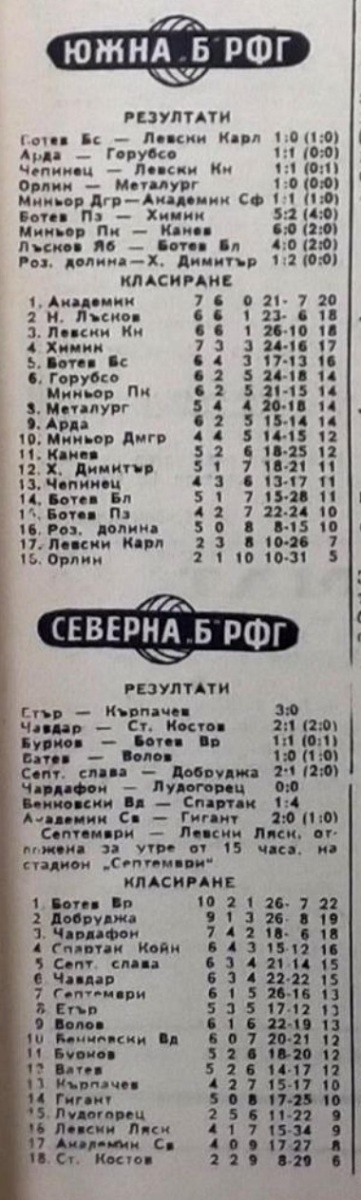 ЮЖНА „Б" РФГ
РЕЗУЛТАТИ
Ботев Бс — Левски Карл 1:0 (1:0)
Арда — Горубсо 1:1 (0:0)
Чепинец — Левски Кн 1:1 (0:1)
Орлин — Металург 1:0 (0:0)
Миньор Дгр—Академик Сф 1:1 (1:0)
Ботев Пз — Химик 5:2 (4:0)
Миньор Пк — Канев 6:0 (2:0)
Лъсков Яб — Ботев Бл 4:0 (2:0)
Роз. долина—Х. Димитър 1:2 (0:0)
КЛАСИРАНЕ
1. Академик 7 6 0 21- 7 20
2 Н. Лъсков 6 6 1 23- 6 18
3. Левски Кн 6 6 1 26-10 18
4 Химик 7 3 3 24-16 17
5. Ботев Бс 6 4 3 17-13 16
6. Горубсо 6 2 5 24-18 14
Миньор Пк 6 2 5 21-15 14
8. Металург 5 4 4 20-18 14
9. Арда 6 2 5 15-14 14
10. Миньор Дмгр 4 4 5 14-15 12
11. Канев 5 2 6 18-25 12
12. Х. Димитър 5 1 7 18-21 11
13. Чепинец 4 3 6 13-17 11
14. Ботев Бл 5 1 7 15-28 11
15. Ботев Пз 4 2 7 22-24 10
16. Роз. долина 5 0 8 8-15 10
17. Левски Карл 2 3 8 10-26 7
18. Орлин 2 1 10 10-31 5
СЕВЕРНА „Б" РФГ
РЕЗУЛТАТИ
Етър — Кърпачев 3:0
Чавдар — Ст. Костов 2:1 (2:0)
Бурков — Ботев Вр 1:1 (0:1)
Ватев — Волов 1:0 (1:0)
Септ. слава — Добруджа 2:1 (2:0)
Чардафон — Лудогорец 0:0
Бенковски Вд — Спартак 1:4
Академик Св — Гигант 2:0 (1:0)
Септември — Левски Ляск. от-
ложена за утре от 15 часа, на
стадион „Септември"
КЛАСИРАНЕ
1. Ботев Вр 10 2 1 26- 7 22
2 Добруджа 9 1 3 26- 8 19
3. Чардафон 7 4 2 18- 6 18
4 Спартак Койн 6 4 3 15-12 16
5 Септ. слава 6 3 4 21-14 15
6 Чавдар 6 3 4 22-22 15
7 Септември 6 1 5 26-16 13
8 Етър 5 3 5 17-12 13
9 Волов 6 1 6 22-19 13
10 Бенковски Вд 6 0 7 20-21 12
11 Бурков 5 2 6 18-20 12
12 Ватев 5 2 6 14-17 12
13 Кърпачев 4 2 7 15-17 10
14 Гигант 5 0 8 17-25 10
15. Лудогорец 2 5 6 11-22 9
16 Левски Ляск 4 1 7 15-34 9
17 Академик Св 4 0 9 17-27 8
18. Ст. Костов 2 2 9 8-29 6